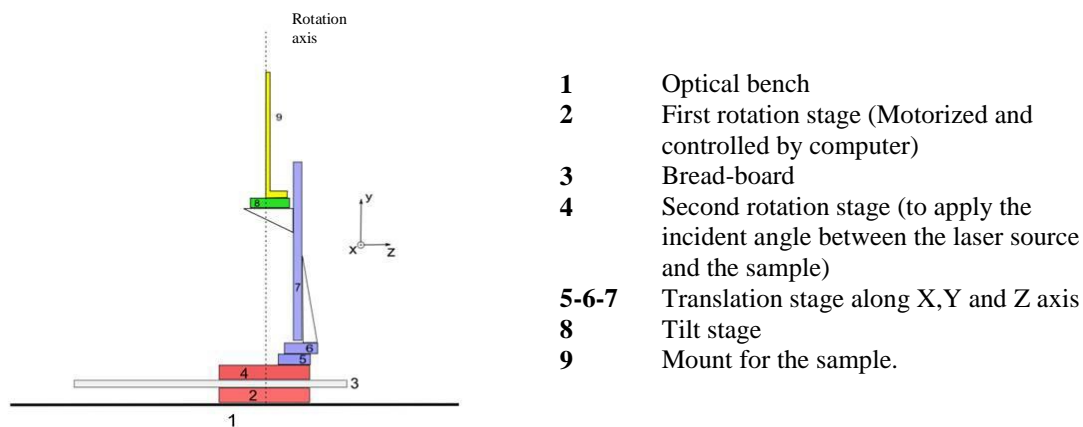 Rotation
axis
9
8
y
x
z
7
6
5
4
3
2
1
1 Optical bench
2 First rotation stage (Motorized and
controlled by computer)
3 Bread-board
4 Second rotation stage (to apply the
incident angle between the laser source
and the sample)
5-6-7 Translation stage along X,Y and Z axis
8 Tilt stage
9 Mount for the sample.